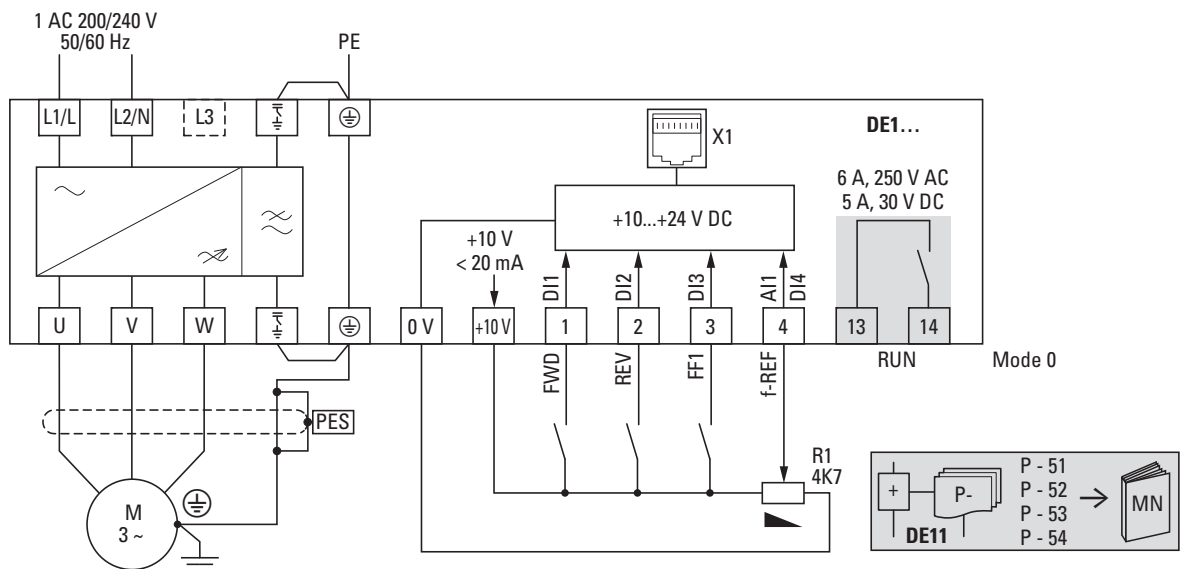 1 AC 200/240 V
50/60 Hz
PE
L1/L
L2/N
L3
X1
DE1...
6 A, 250 V AC
5 A, 30 V DC
+10...+24 V DC
+10 V
< 20 mA
DI1
DI2
DI3
AI1
DI4
U
V
W
0 V
+10 V
1
2
3
4
13
14
RUN
Mode 0
FWD
REV
FF1
f-REF
PES
R1
4K7
M
3 ~
+
P-
DE11
P - 51
P - 52
P - 53
P - 54
MN